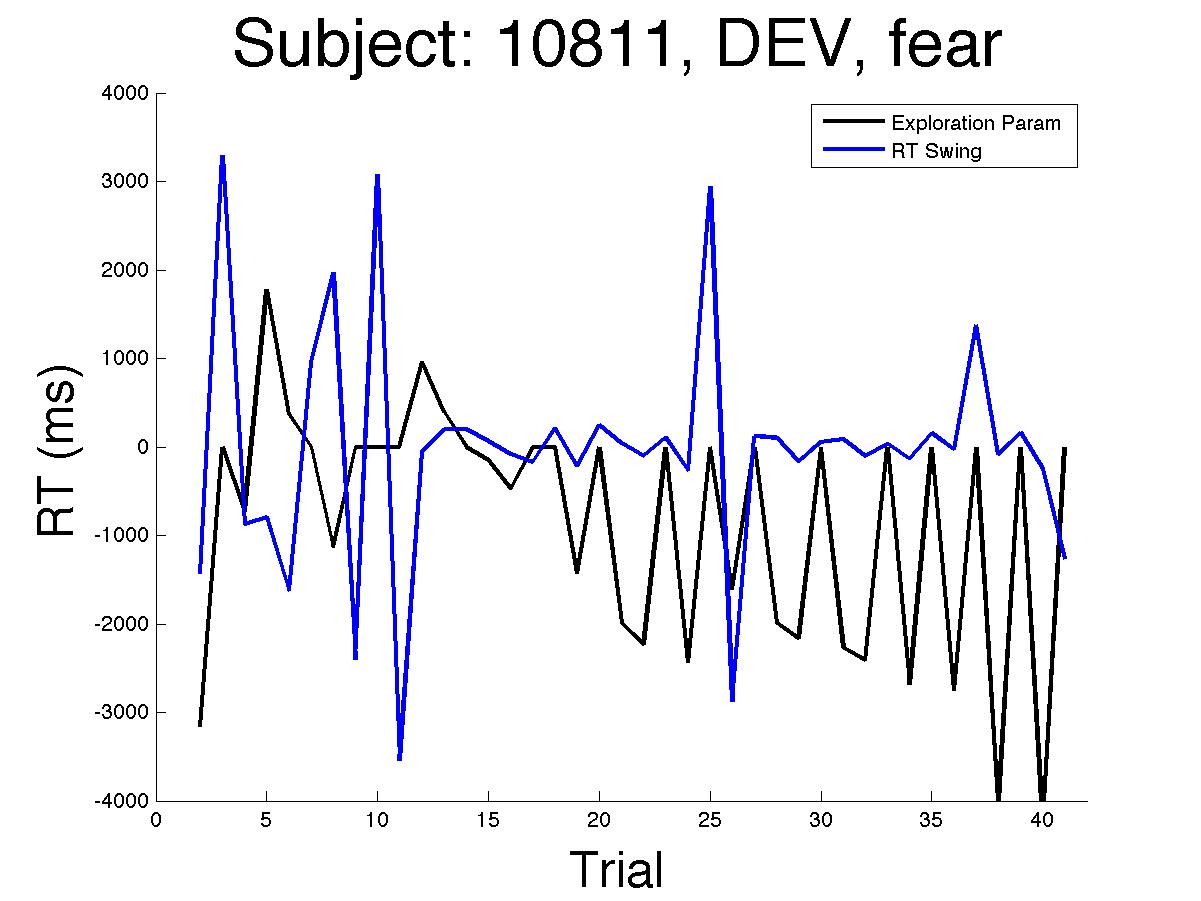 Subject: 10811, DEV, fear
Exploration Param
RT Swing
RT (ms)
4000
3000
2000
1000
0
-1000
-2000
-3000
-4000
0 5 10 15 20 25 30 35 40
Trial